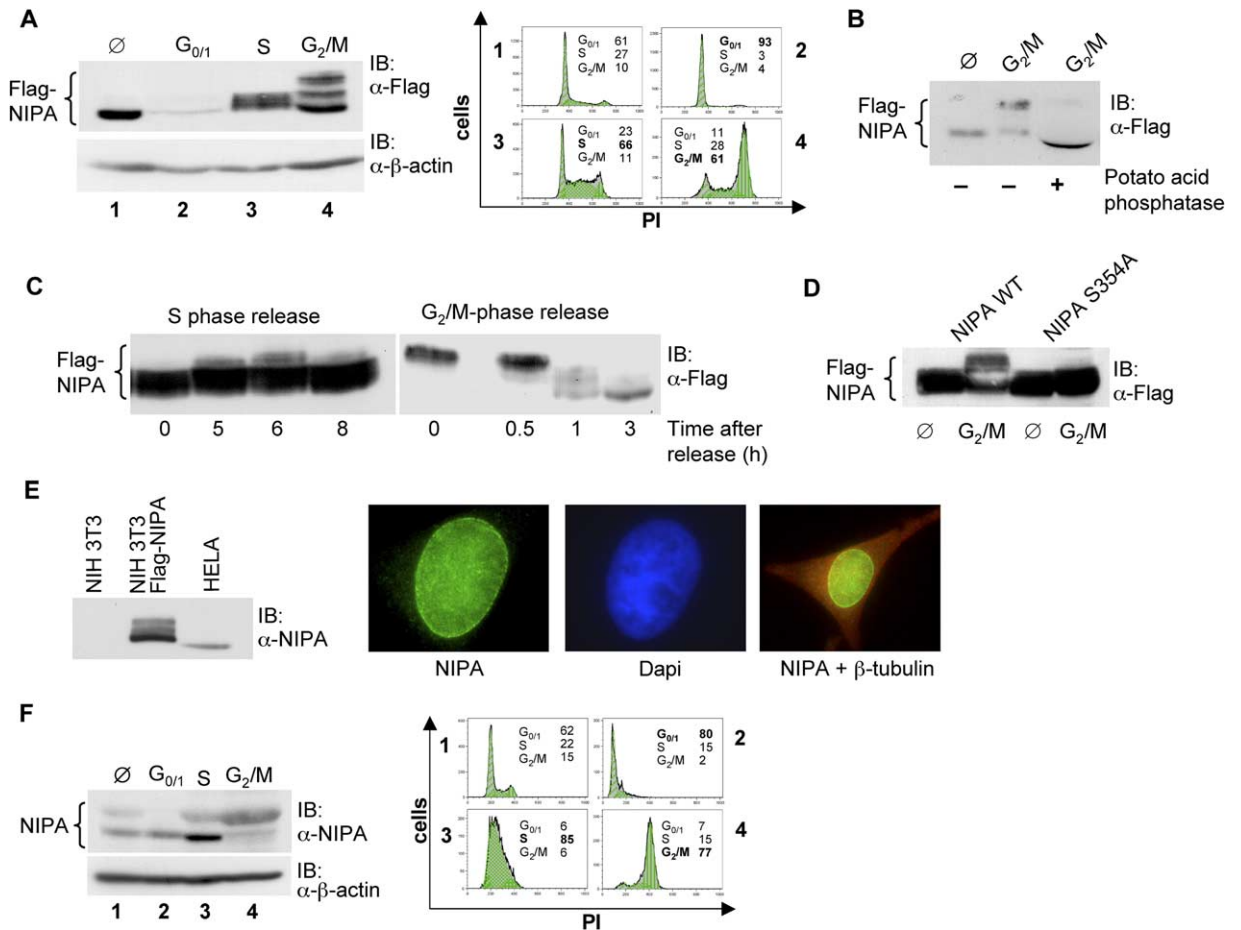 A
∅ G0/1 S G2/M
Flag-
NIPA
IB:
α-Flag
IB:
α-β-actin
1 2 3 4
cells
1
G0/1 61
S 27
G2/M 10
G0/1 93
S 3
G2/M 4
2
3
G0/1 23
S 66
G2/M 11
G0/1 11
S 28
G2/M 61
4
PI
B
∅ G2/M G2/M
Flag-
NIPA
IB:
α-Flag
– – + Potato acid
phosphatase
C
S phase release
G2/M-phase release
Flag-
NIPA
IB:
α-Flag
0 5 6 8 0 0.5 1 3 Time after
release (h)
D
NIPA WT NIPA S354A
Flag-
NIPA
IB:
α-Flag
∅ G2/M ∅ G2/M
E
NIH 3T3
NIH 3T3
Flag-NIPA
HELA
IB:
α-NIPA
NIPA Dapi NIPA + β-tubulin
F
∅ G0/1 S G2/M
NIPA
IB:
α-NIPA
IB:
α-β-actin
1 2 3 4
cells
1
G0/1 62
S 22
G2/M 15
G0/1 80
S 15
G2/M 2
2
3
G0/1 6
S 85
G2/M 6
G0/1 7
S 15
G2/M 77
4
PI